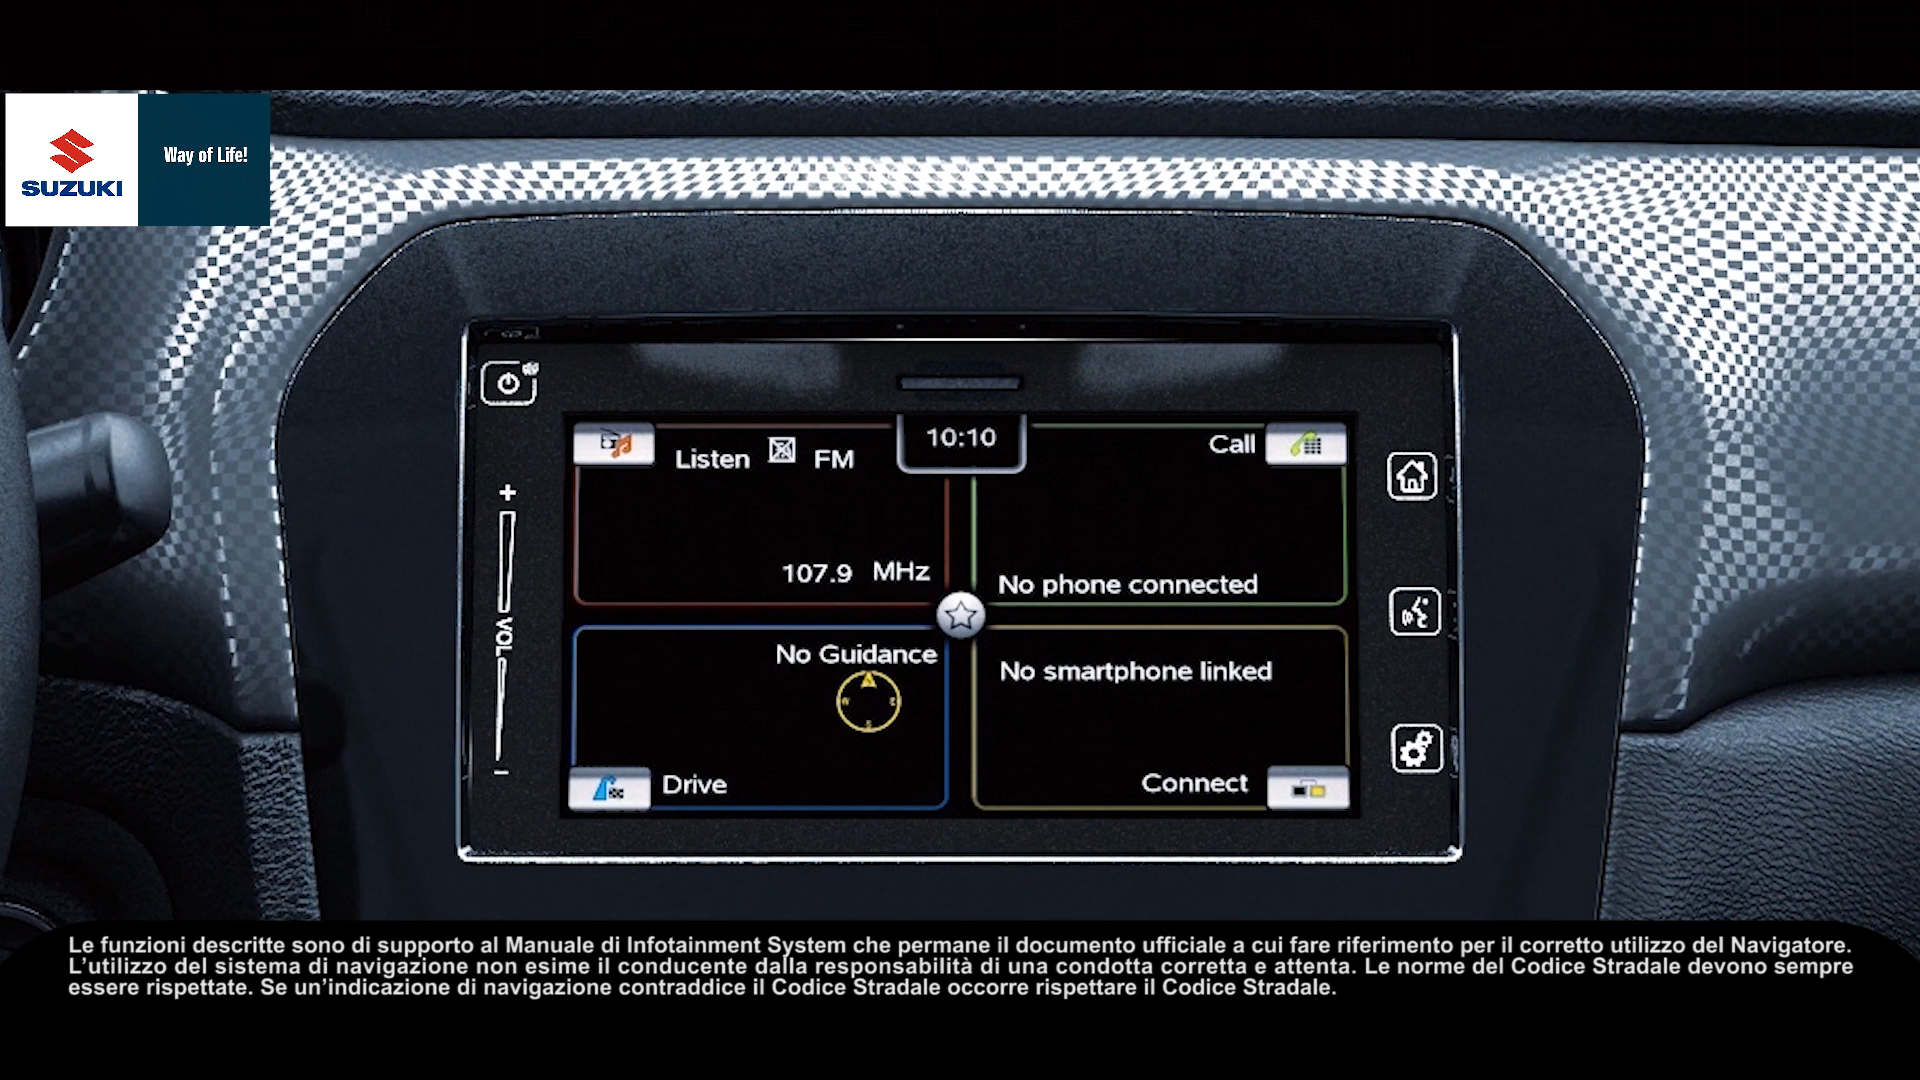 SUZUKI
Way of Life!
10:10
Listen FM
Call
107.9 MHz
No phone connected
+
VOL
-
No Guidance
No smartphone linked
Drive
Connect
Le funzioni descritte sono di supporto al Manuale di Infotainment System che permane il documento ufficiale a cui fare riferimento per il corretto utilizzo del Navigatore.
L'utilizzo del sistema di navigazione non esime il conducente dalla responsabilità di una condotta corretta e attenta. Le norme del Codice Stradale devono sempre
essere rispettate. Se un'indicazione di navigazione contraddice il Codice Stradale occorre rispettare il Codice Stradale.